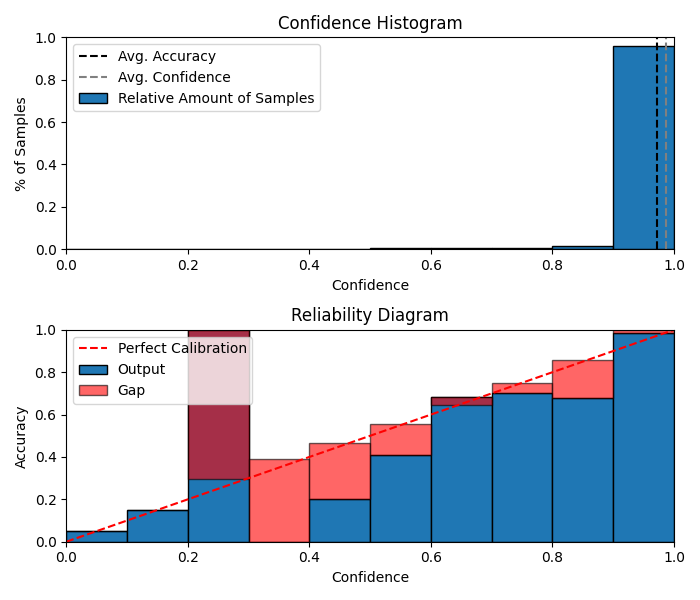 Confidence Histogram
1.0
0.8
0.6
0.4
0.2
0.0
% of Samples
Avg. Accuracy
Avg. Confidence
Relative Amount of Samples
0.0 0.2 0.4 0.6 0.8 1.0
Confidence
Reliability Diagram
1.0
0.8
0.6
0.4
0.2
0.0
Accuracy
Perfect Calibration
Output
Gap
0.0 0.2 0.4 0.6 0.8 1.0
Confidence